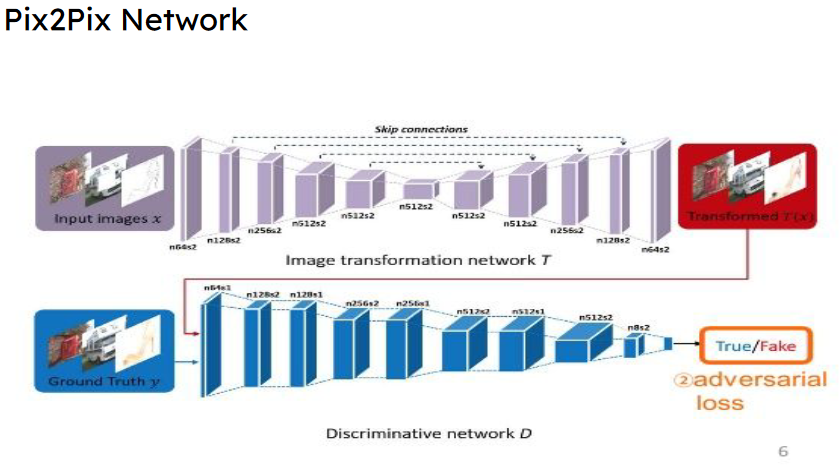 Pix2Pix Network
Skip connections
Input images x
n64s2
n128s2
n256s2
n512s2
n512s2
n512s2
n512s2
n512s2
n256s2
n128s2
n64s2
Transformed T(x)
Image transformation network T
n64s1
n128s2
n128s1
n256s2
n256s1
n512s2
n512s1
n512s2
n8s2
True/Fake
Ground Truth y
②adversarial
loss
Discriminative network D
6